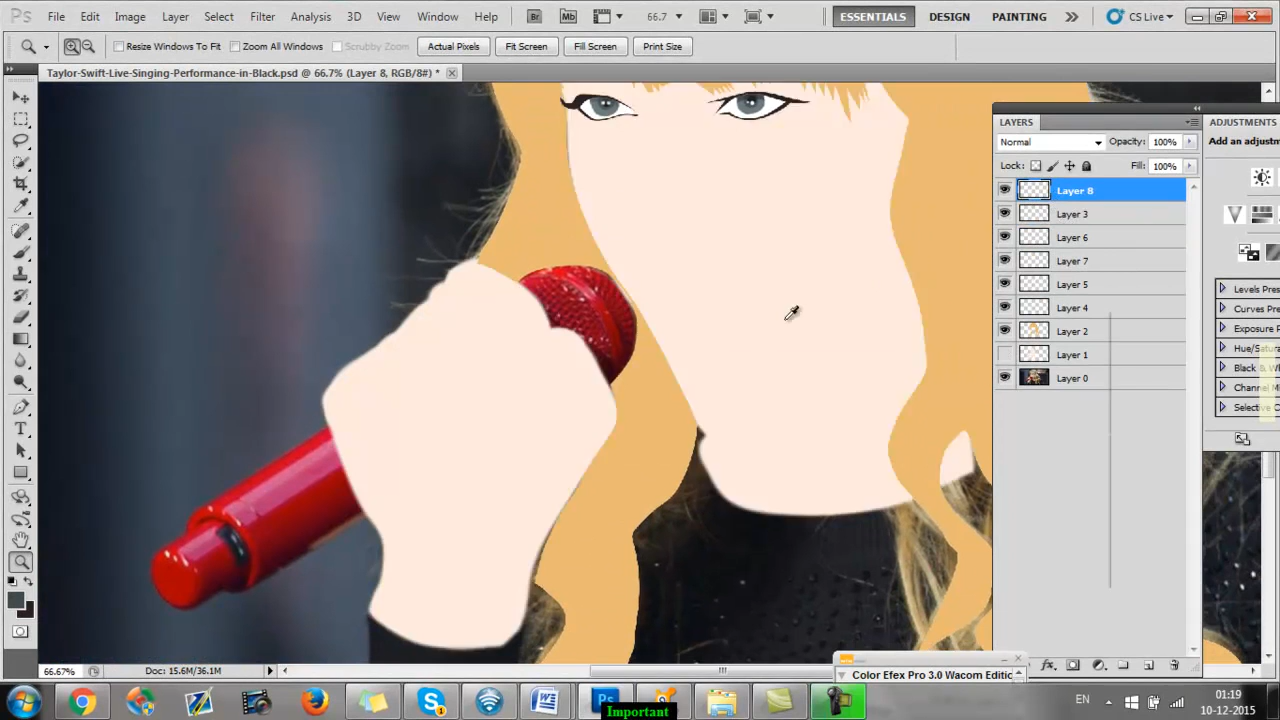 Ps File Edit Image Layer Select Filter Analysis 3D View Window Help Br Mb 66.7 ESSENTIALS DESIGN PAINTING CS Live
Resize Windows To Fit Zoom All Windows Scrubby Zoom Actual Pixels Fit Screen Fill Screen Print Size
Taylor-Swift-Live-Singing-Performance-in-Black.psd @ 66.7% (Layer 8, RGB/8#) *
LAYERS ADJUSTMENTS
Normal Opacity: 100% Add an adjustm
Lock: Fill: 100%
Layer 8
Layer 3
Layer 6
Layer 7
Layer 5
Layer 4
Layer 2
Layer 1
Layer 0
Levels Pres
Curves Pre
Exposure P
Hue/Satura
Black & W
Channel Mi
Selective C
66.67% Doc: 15.6M/36.1M
Color Efex Pro 3.0 Wacom Editic
EN 01:19
10-12-2015
Important